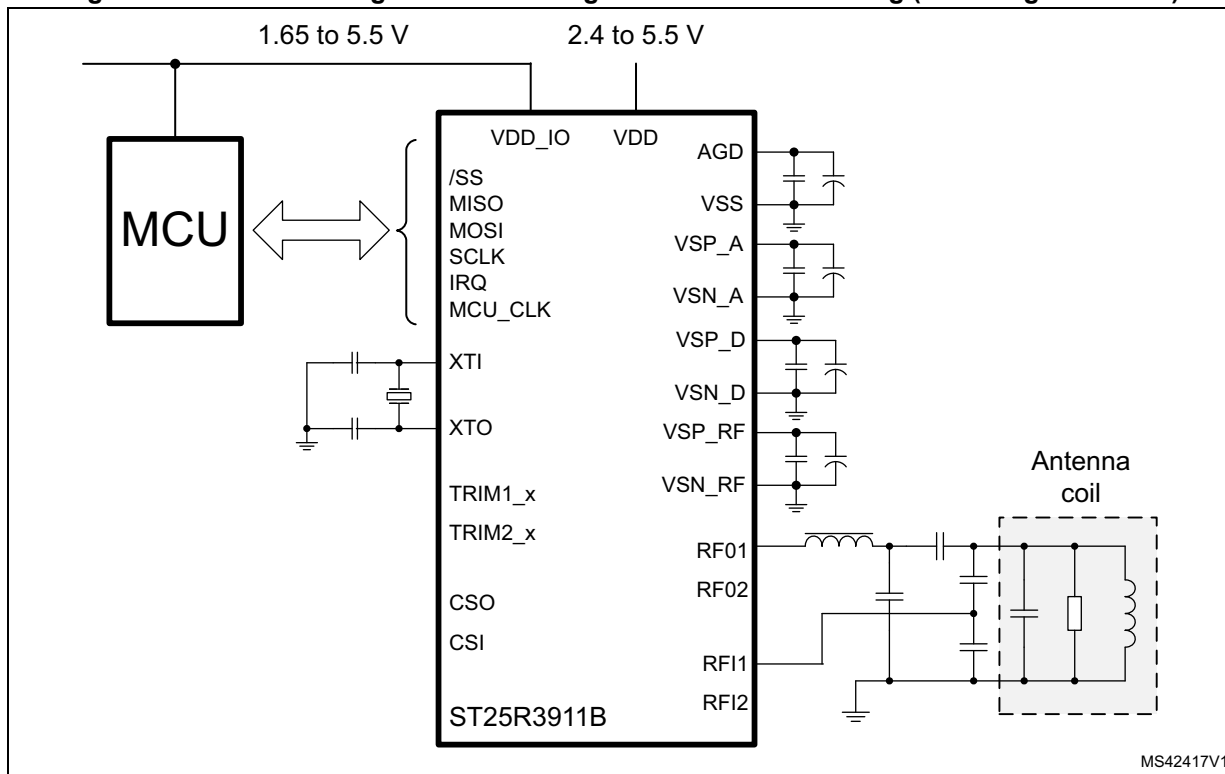 1.65 to 5.5 V
2.4 to 5.5 V
MCU
VDD_IO
VDD
/SS
MISO
MOSI
SCLK
IRQ
MCU_CLK
XTI
XTO
TRIM1_x
TRIM2_x
CSO
CSI
ST25R3911B
AGD
VSS
VSP_A
VSN_A
VSP_D
VSN_D
VSP_RF
VSN_RF
RF01
RF02
RFI1
RFI2
Antenna
coil
MS42417V1